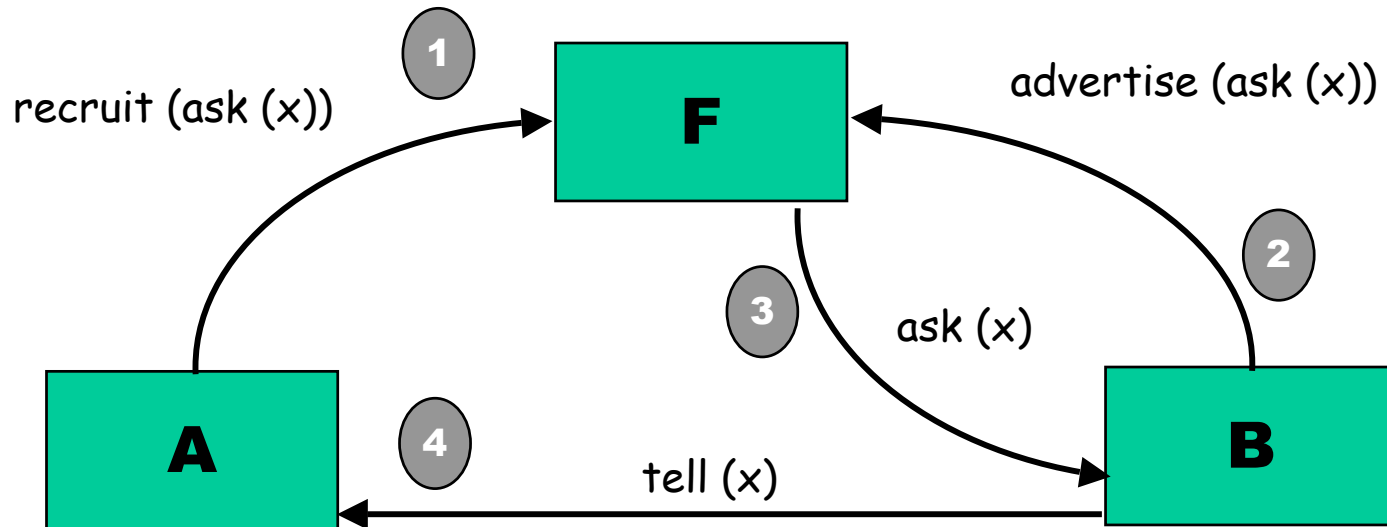 1
recruit (ask (x))
F
advertise (ask (x))
2
3
ask (x)
A
4
tell (x)
B